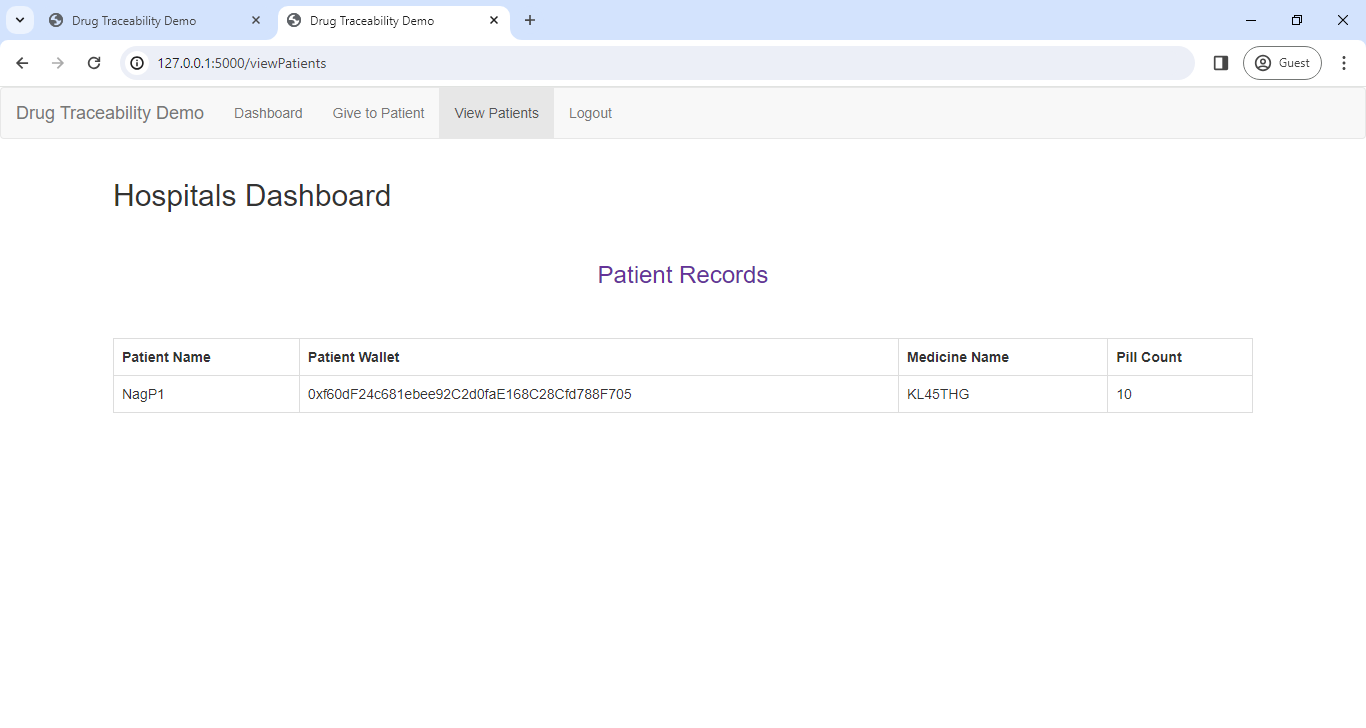 Drug Traceability Demo Drug Traceability Demo
127.0.0.1:5000/viewPatients Guest
Drug Traceability Demo Dashboard Give to Patient View Patients Logout
Hospitals Dashboard
Patient Records
Patient Name Patient Wallet Medicine Name Pill Count
NagP1 0xf60dF24c681ebee92C2d0faE168C28Cfd788F705 KL45THG 10